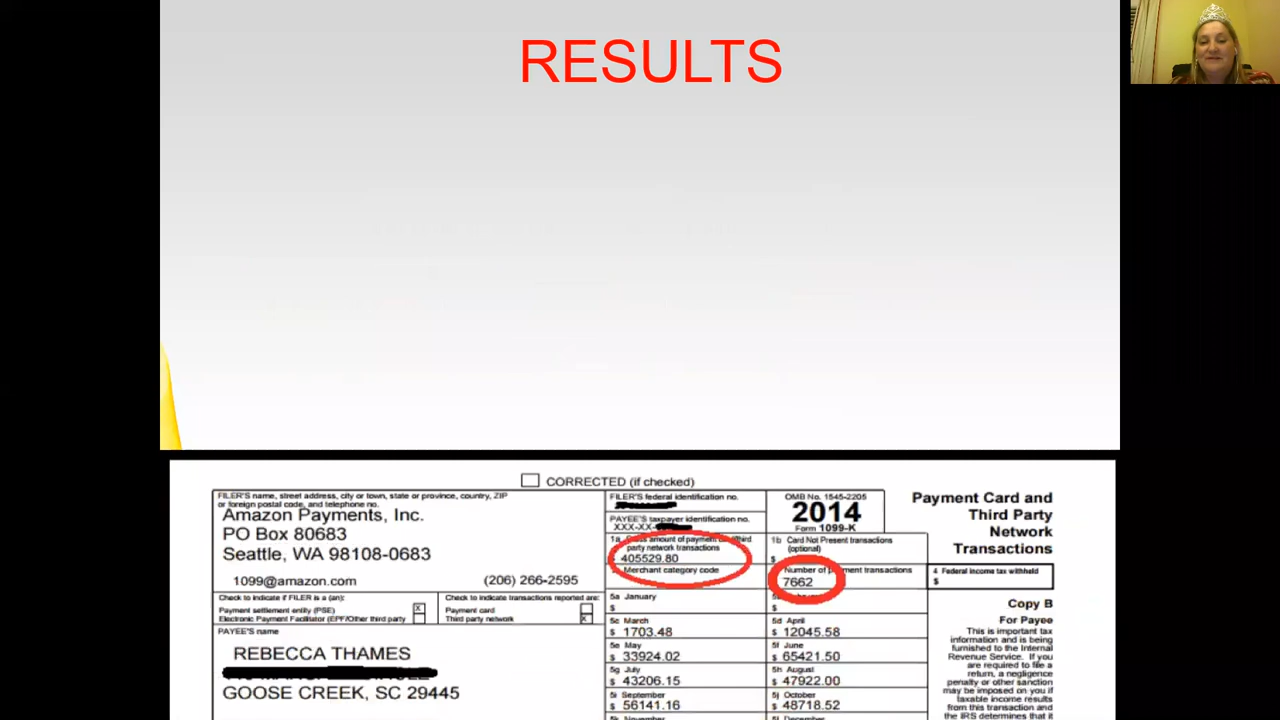 RESULTS
CORRECTED (if checked)
FILER'S name, street address, city or town, state or province, country, ZIP
or foreign postal code, and telephone no.
Amazon Payments, Inc.
PO Box 80683
Seattle, WA 98108-0683
1099@amazon.com (206) 266-2595
Check to indicate if FILER is a (an):
Payment settlement entity (PSE) X
Electronic Payment Facilitator (EPF)/Other third party
Check to indicate transactions reported are:
Payment card
Third party network X
PAYEE'S name
REBECCA THAMES
GOOSE CREEK, SC 29445
FILER'S federal identification no.
PAYEE'S taxpayer identification no.
XXX-XX-
party network transactions
405529.80
Merchant category code
OMB No. 1545-2205
2014
Form 1099-K
1b Card Not Present transactions
(optional)
$
Number of payment transactions
7662
4 Federal income tax withheld
$
5a January
$
$
5c March
$ 1703.48
5d April
$ 12045.58
5e May
$ 33924.02
5f June
$ 65421.50
5g July
$ 43206.15
5h August
$ 47922.00
5i September
$ 56141.16
5j October
$ 48718.52
5k November
5l December
Payment Card and
Third Party
Network
Transactions
Copy B
For Payee
This is important tax
information and is being
furnished to the Internal
Revenue Service. If you
are required to file a
return, a negligence
penalty or other sanction
may be imposed on you if
taxable income results
from this transaction and
the IRS determines that it